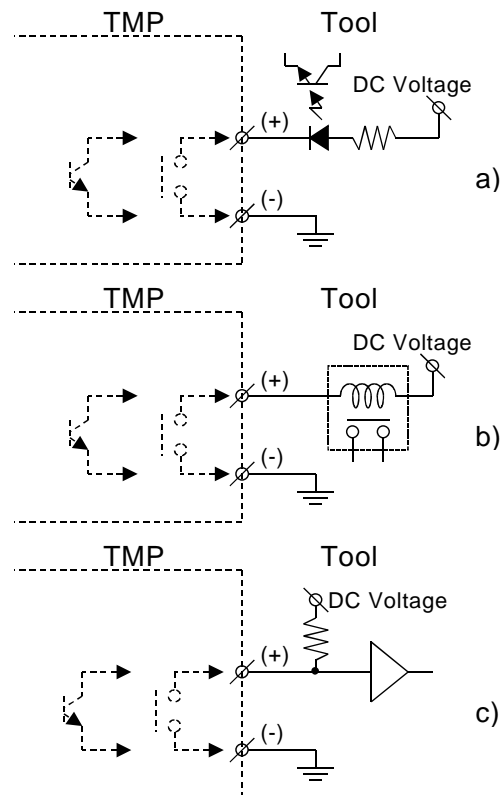 TMP Tool
DC Voltage
(+)
a)
(-)
TMP Tool
DC Voltage
(+)
b)
(-)
TMP Tool
DC Voltage
(+)
c)
(-)